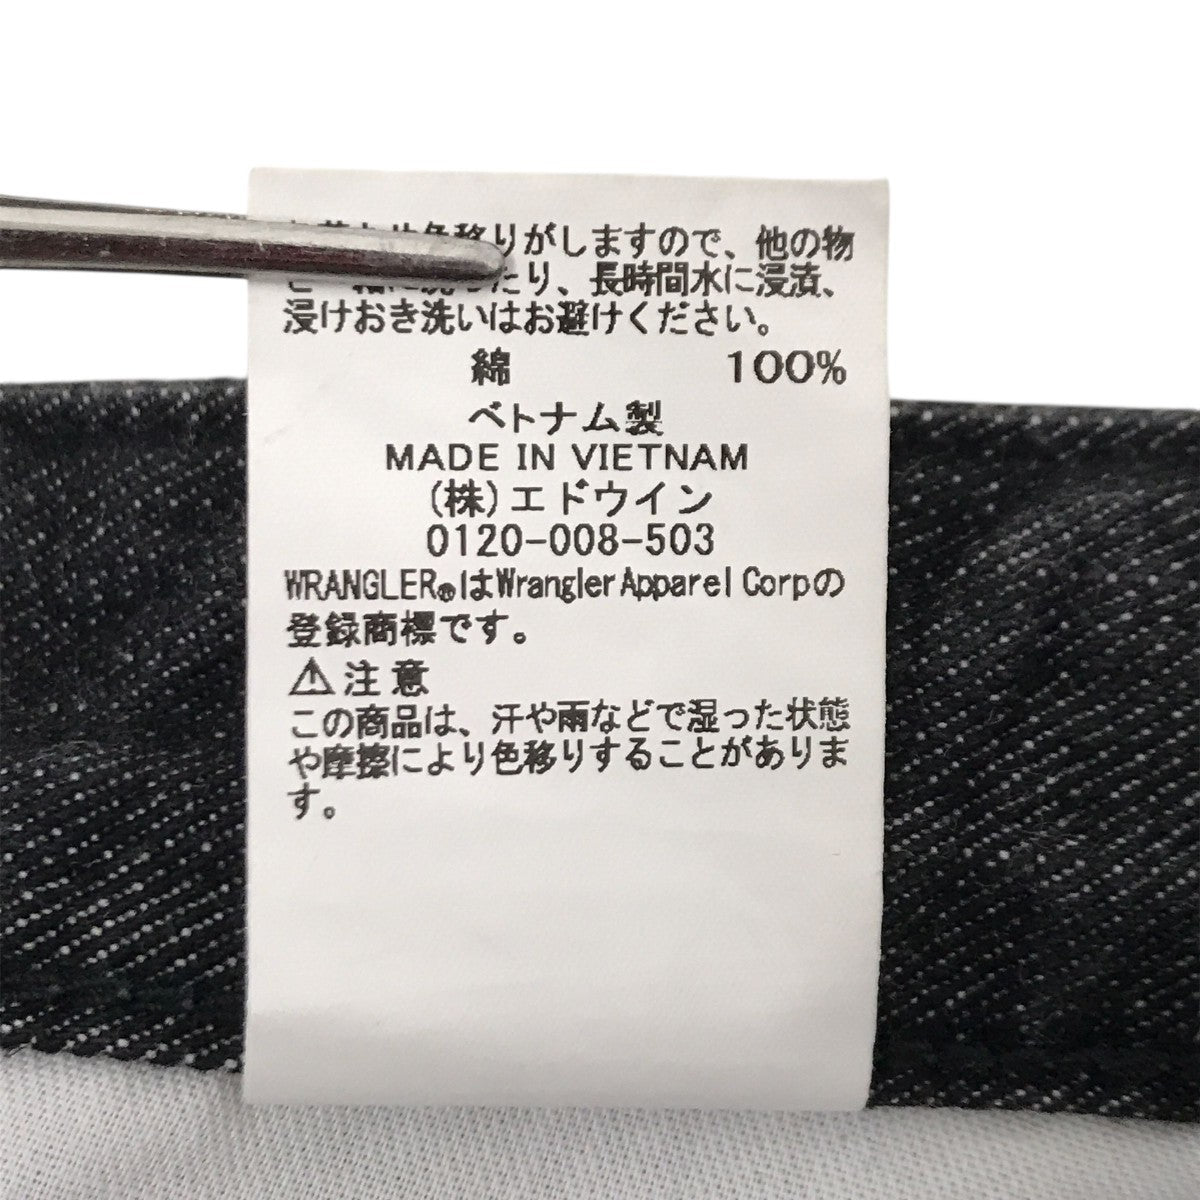 色移りがしますので、他の物
たり、長時間水に浸漬、
浸けおき洗いはお避けください。
綿 100%
ベトナム製
MADE IN VIETNAM
(株)エドウイン
0120-008-503
WRANGLER®はWrangler Apparel Corpの
登録商標です。
⚠注意
この商品は、汗や雨などで湿った状態
や摩擦により色移りすることがありま
す。